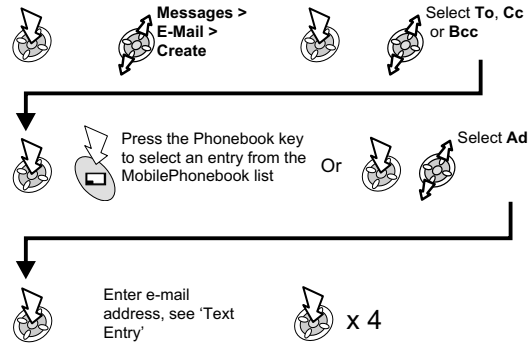 Messages >
E-Mail >
Create
Select To, Cc
or Bcc
Press the Phonebook key
to select an entry from the
MobilePhonebook list
Or
Select Ad
Enter e-mail
address, see 'Text
Entry'
x 4